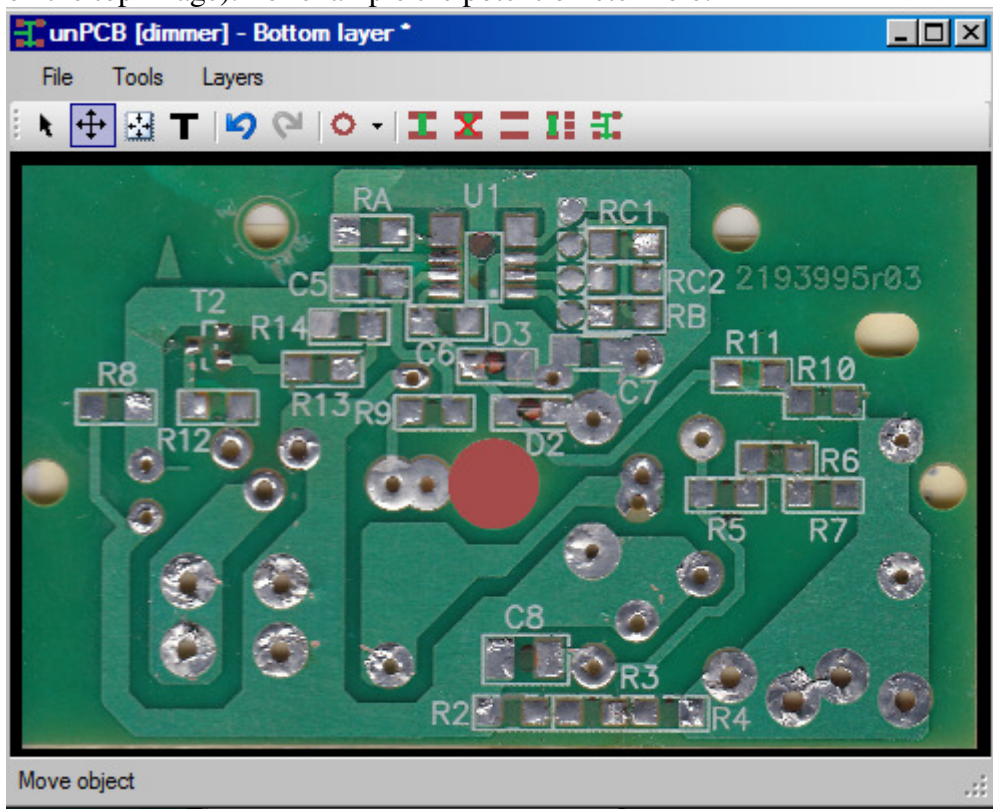 unPCB [dimmer] - Bottom layer *
File Tools Layers
T
RA U1 RC1
C5 RC2 2193995r03
T2 R14 RB
C6 D3 R11
R8 R13 R9 C7 R10
R12 D2 R6
R5 R7
C8
R3
R2 R4
Move object